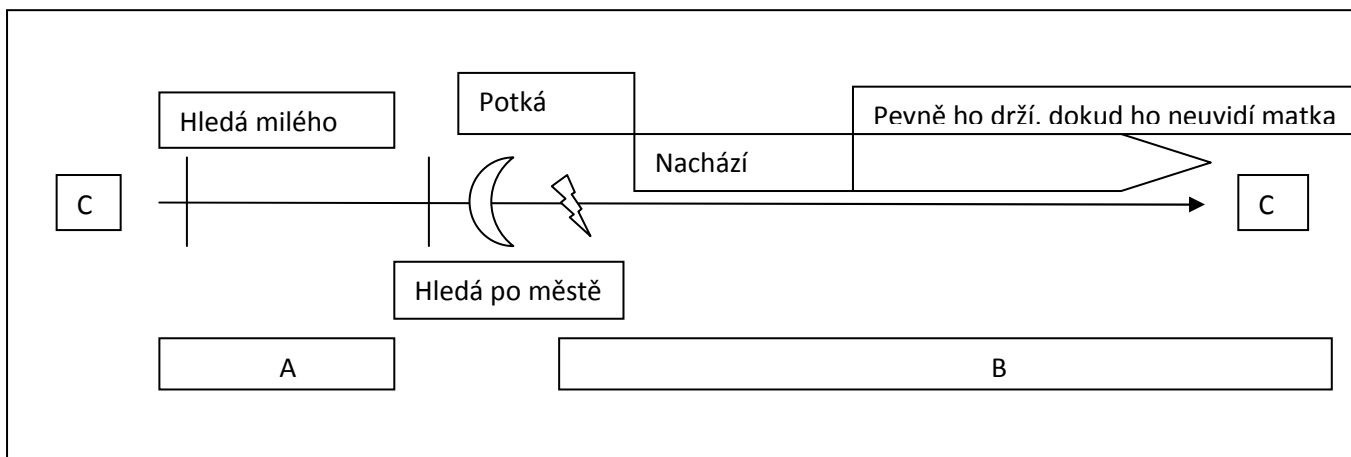 Potká
Pevně ho drží, dokud ho neuvidí matka
Hledá milého
Nachází
C
C
Hledá po městě
A
B